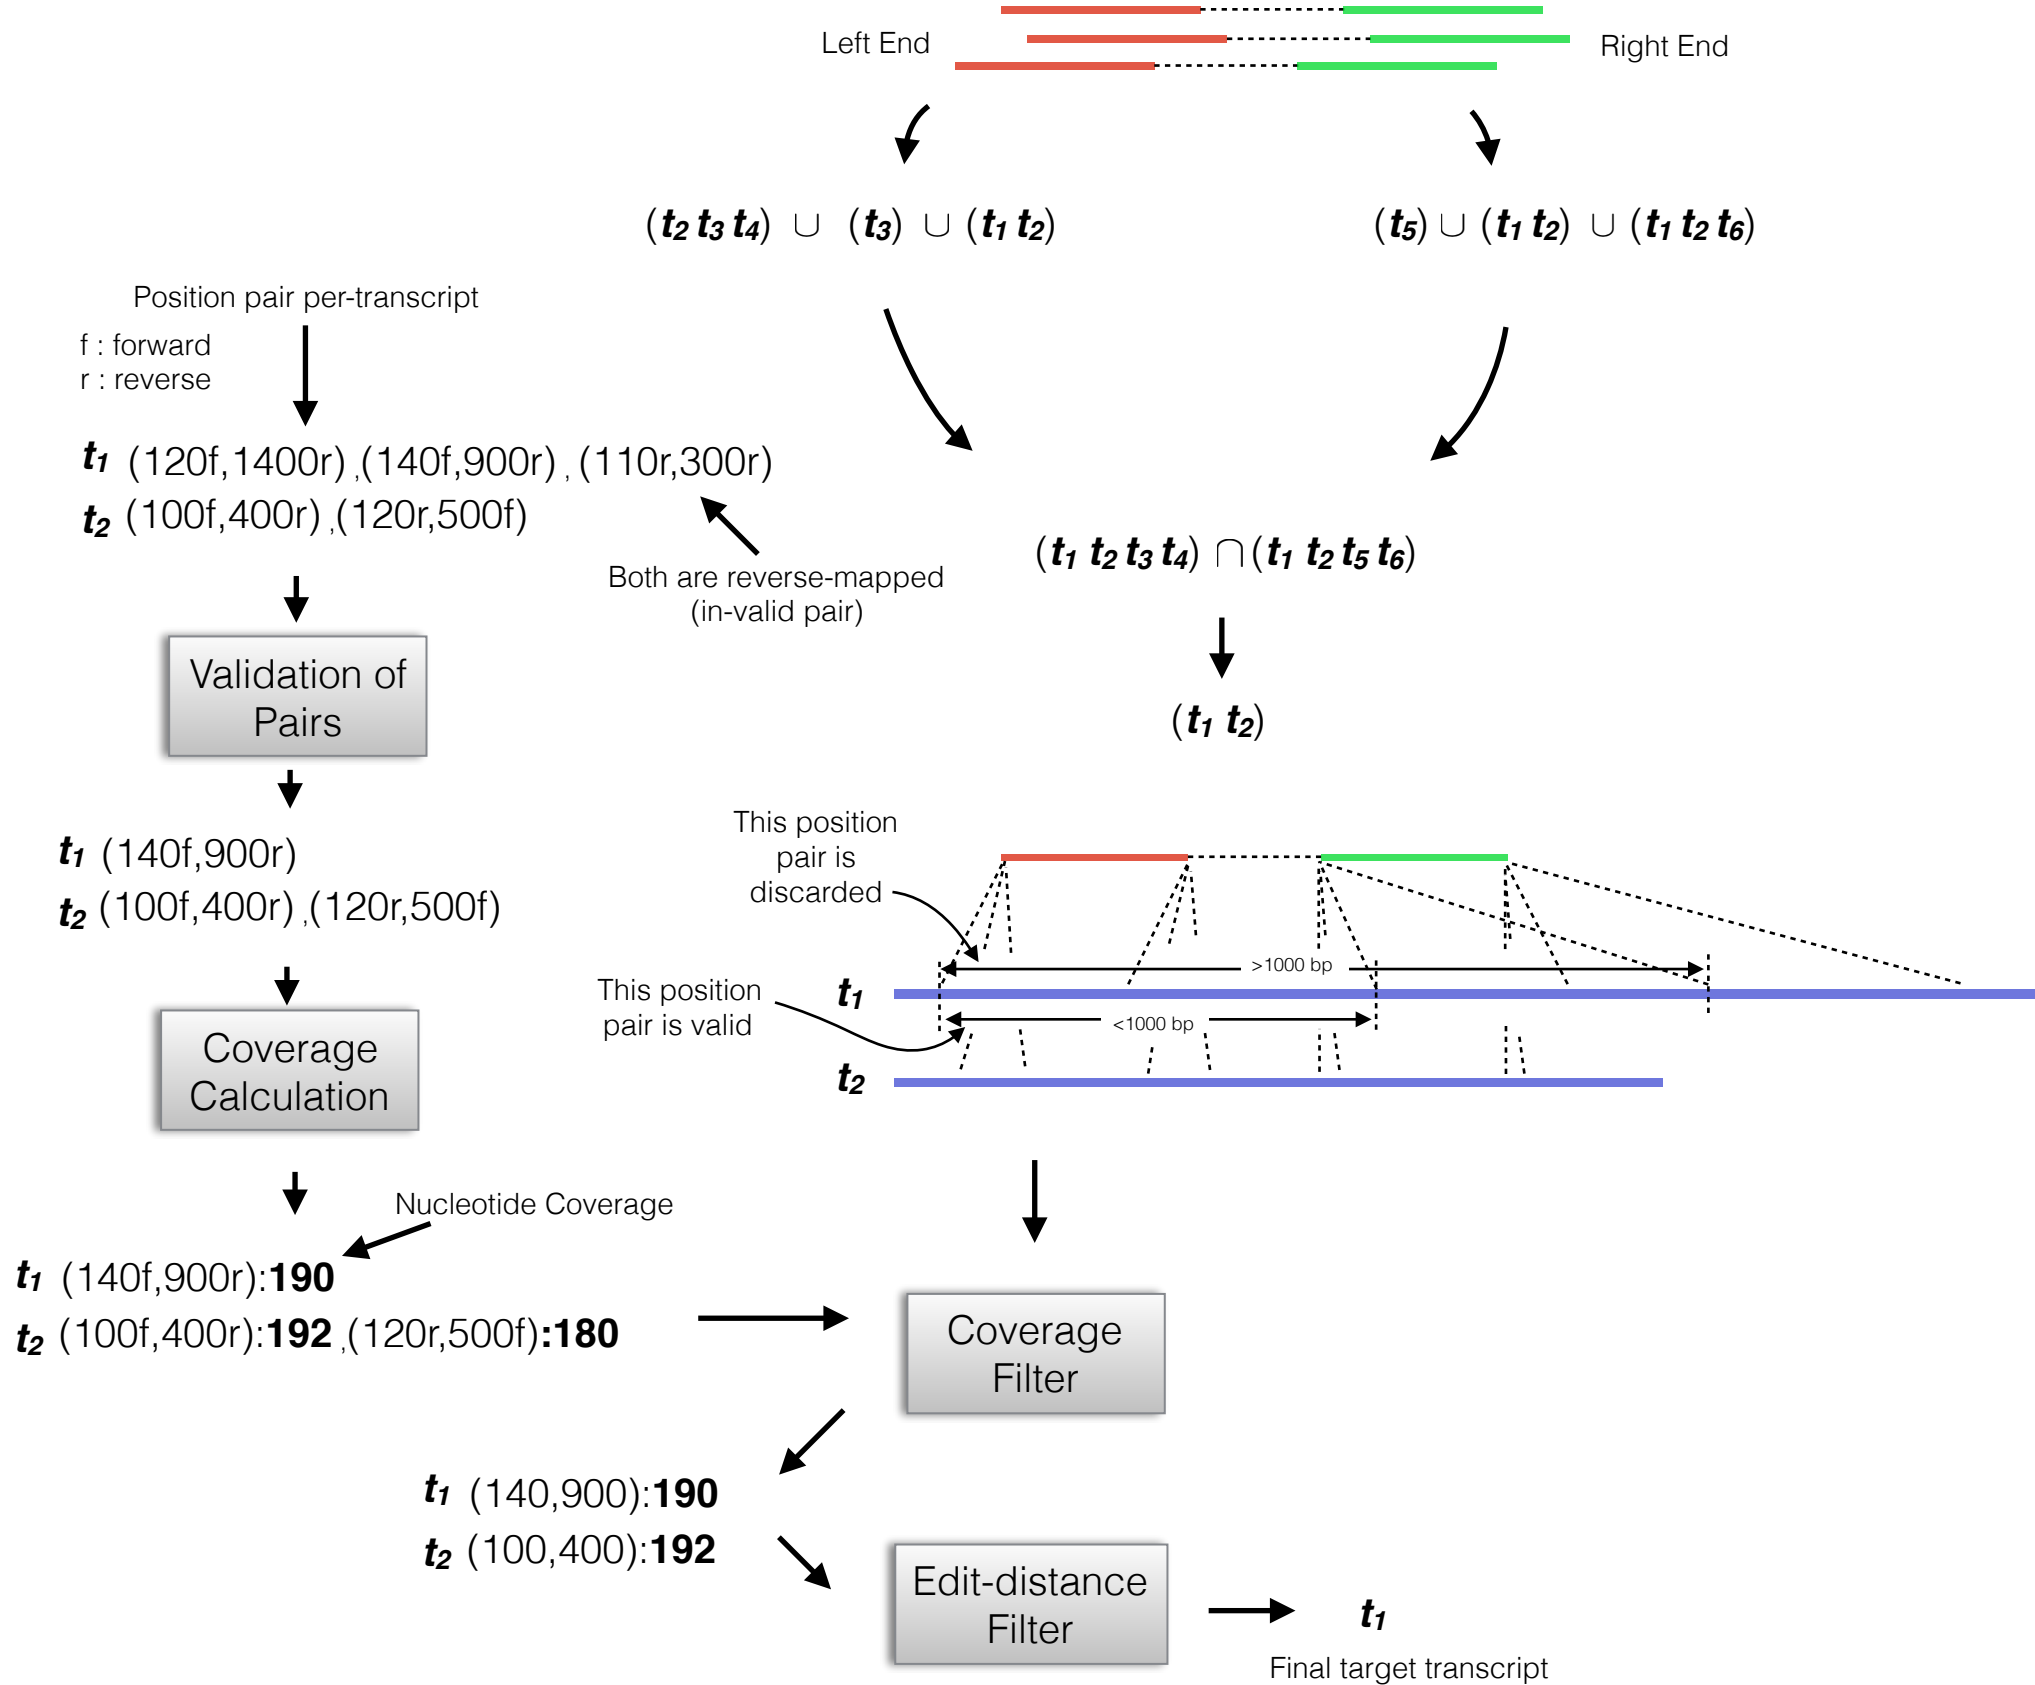 Left End
Right End
(t2 t3 t4) ∪ (t3) ∪ (t1 t2)
(t5) ∪ (t1 t2) ∪ (t1 t2 t6)
Position pair per-transcript
f : forward
r : reverse
t1 (120f,1400r) ,(140f,900r) , (110r,300r)
t2 (100f,400r) ,(120r,500f)
Both are reverse-mapped
(in-valid pair)
(t1 t2 t3 t4) ∩ (t1 t2 t5 t6)
Validation of
Pairs
(t1 t2)
t1 (140f,900r)
t2 (100f,400r) ,(120r,500f)
This position
pair is
discarded
>1000 bp
This position
pair is valid
t1
<1000 bp
t2
Coverage
Calculation
Nucleotide Coverage
t1 (140f,900r):190
t2 (100f,400r):192 ,(120r,500f):180
Coverage
Filter
t1 (140,900):190
t2 (100,400):192
Edit-distance
Filter
t1
Final target transcript